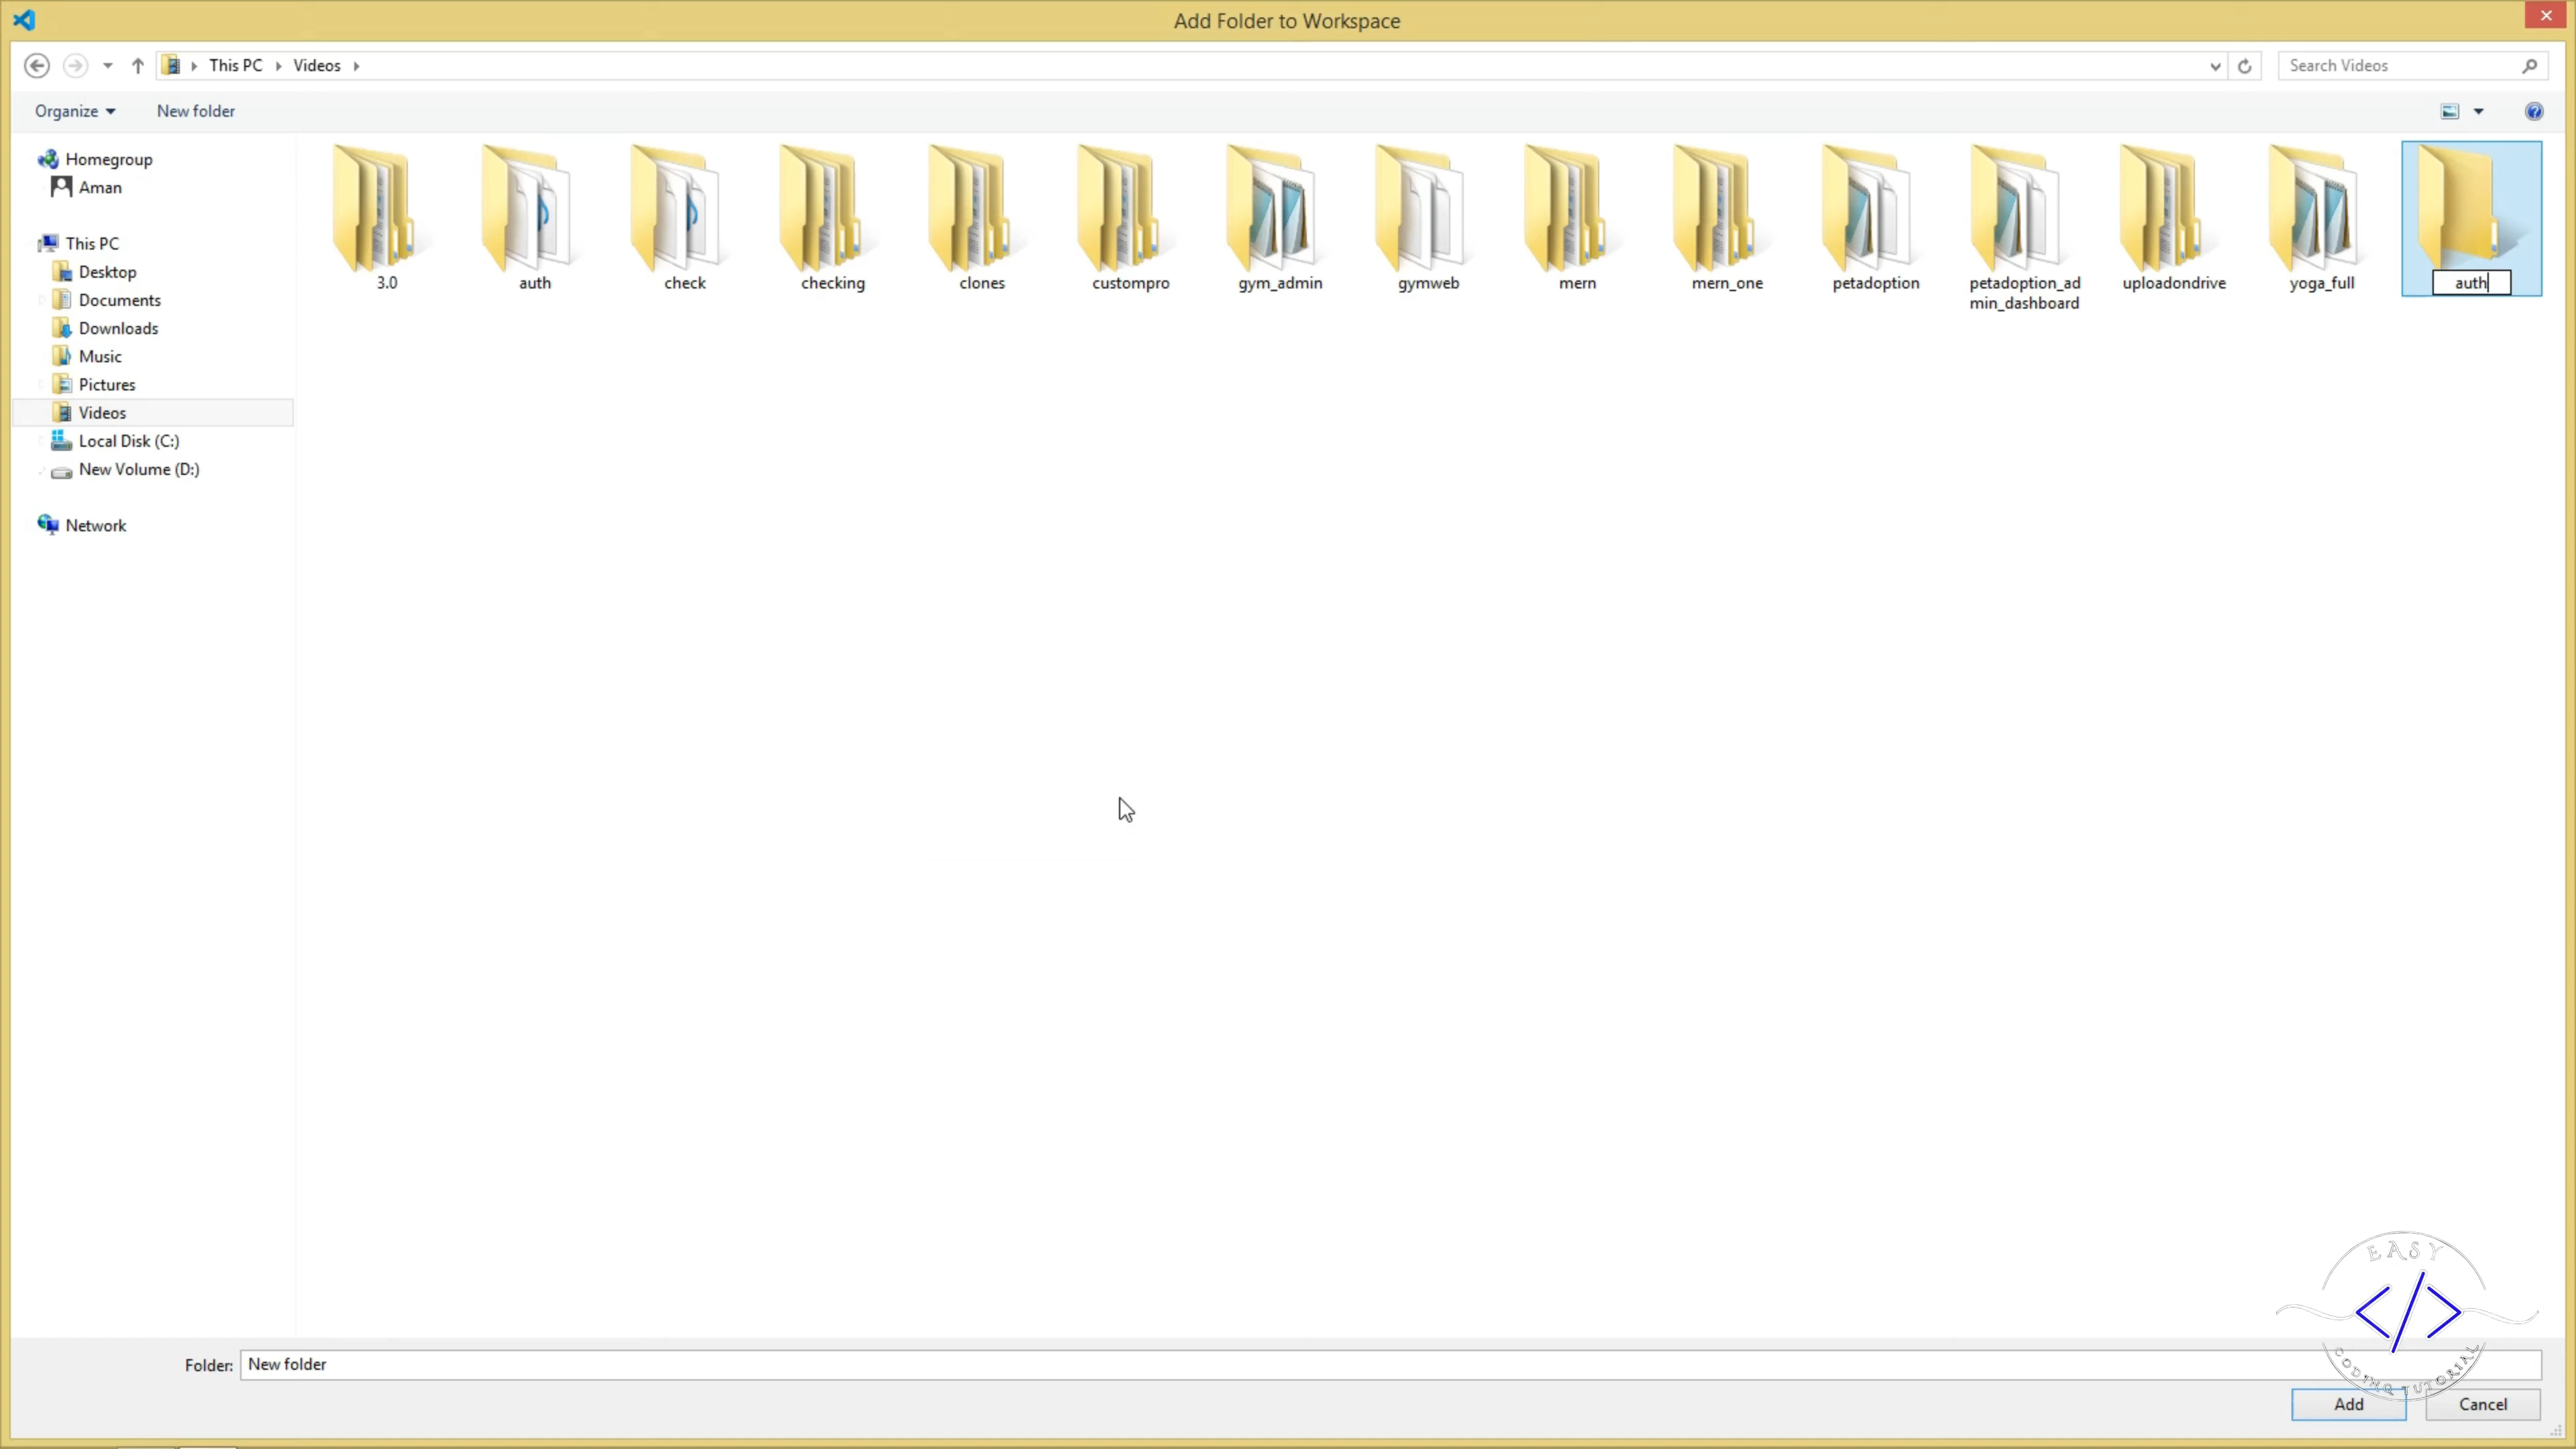 Add Folder to Workspace
This PC Videos
Search Videos
Organize New folder
Homegroup
Aman
This PC
Desktop
Documents
Downloads
Music
Pictures
Videos
Local Disk (C:)
New Volume (D:)
Network
3.0 auth check checking clones custompro gym_admin gymweb mern mern_one petadoption petadoption_ad uploadondrive yoga_full auth
min_dashboard
EASY
</>
CODING TUTORIAL
Folder: New folder
Add Cancel